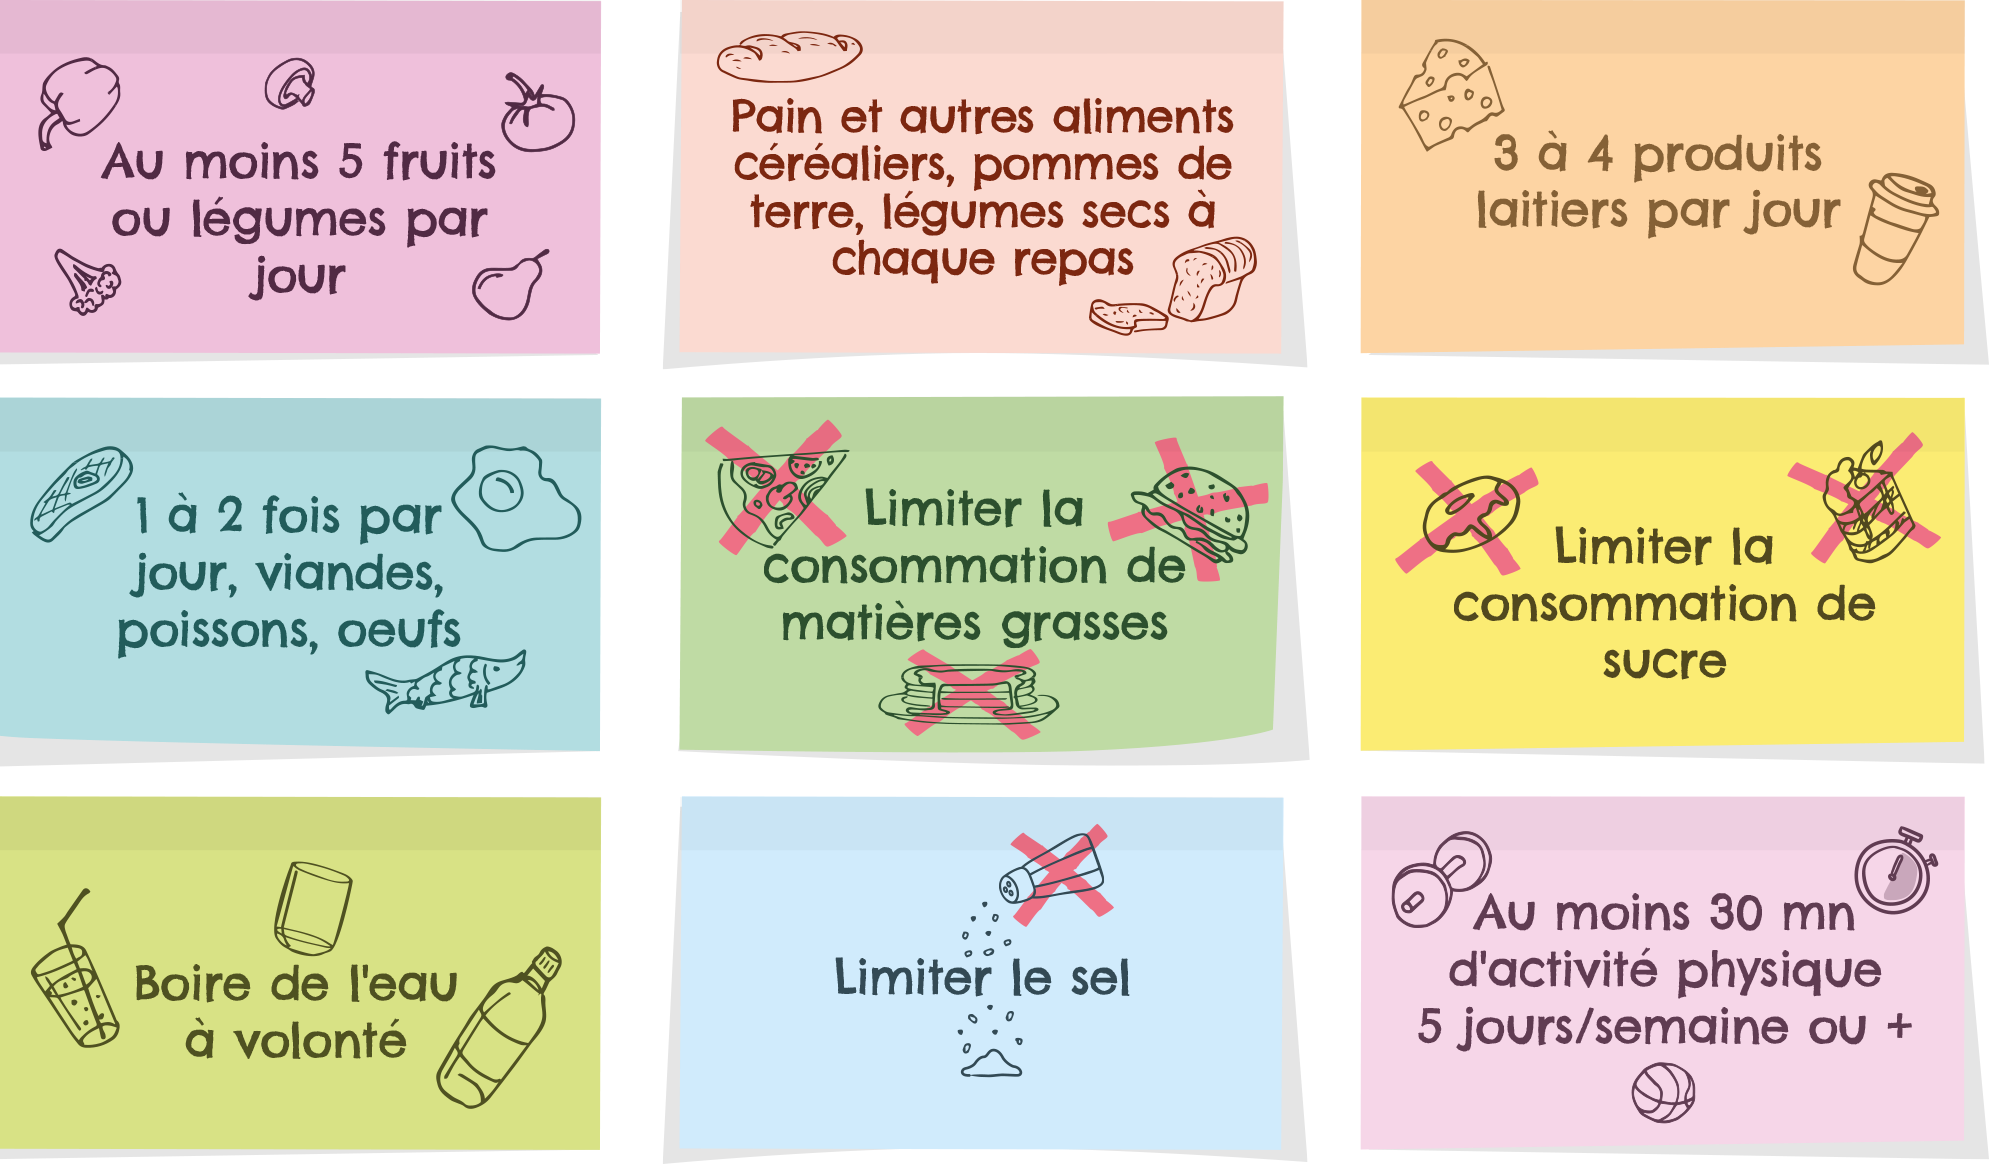 Au moins 5 fruits
ou légumes par
jour
Pain et autres aliments
céréaliers, pommes de
terre, légumes secs à
chaque repas
3 à 4 produits
laitiers par jour
1 à 2 fois par
jour, viandes,
poissons, oeufs
Limiter la
consommation de
matières grasses
Limiter la
consommation de
sucre
Boire de l'eau
à volonté
Limiter le sel
Au moins 30 mn
d'activité physique
5 jours/semaine ou +